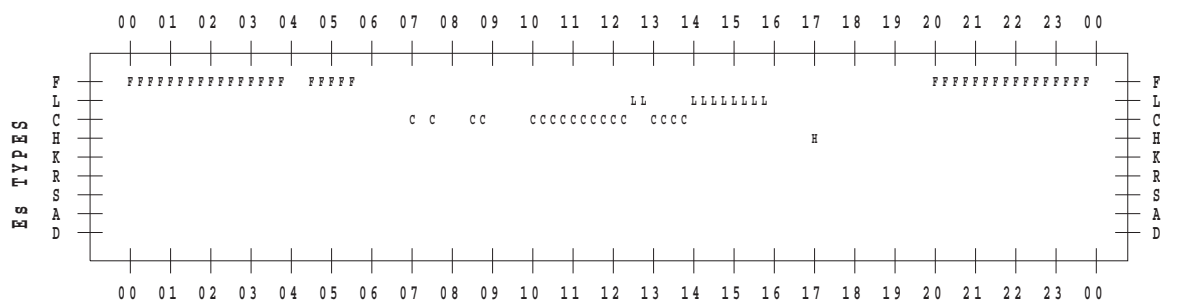 00 01 02 03 04 05 06 07 08 09 10 11 12 13 14 15 16 17 18 19 20 21 22 23 00
F FFFFFFFFFFFFFFFF FFFFF FFFFFFFFFFFFFFFF F
L LL LLLLLLLL L
C C C CC CCCCCCCCCC CCCC C
H H H
K K
R R
S S
A A
D D
Es TYPES
00 01 02 03 04 05 06 07 08 09 10 11 12 13 14 15 16 17 18 19 20 21 22 23 00